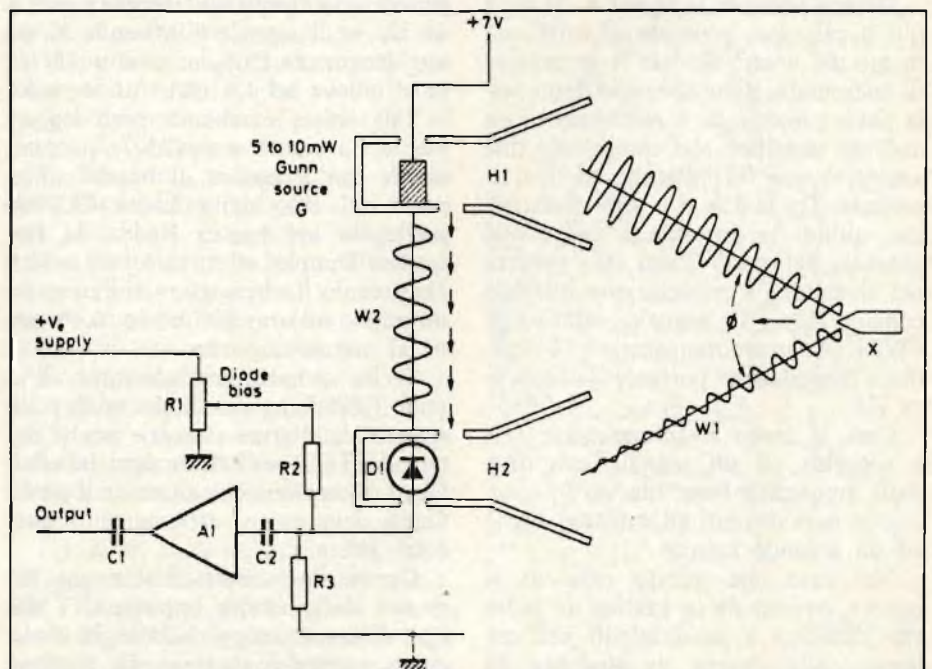 +7V
5 to 10mW
Gunn
source
G
H1
W2
ϕ
X
+Ve
supply
Diode
bias
R1
W1
R2
D1
H2
Output
A1
C1
C2
R3